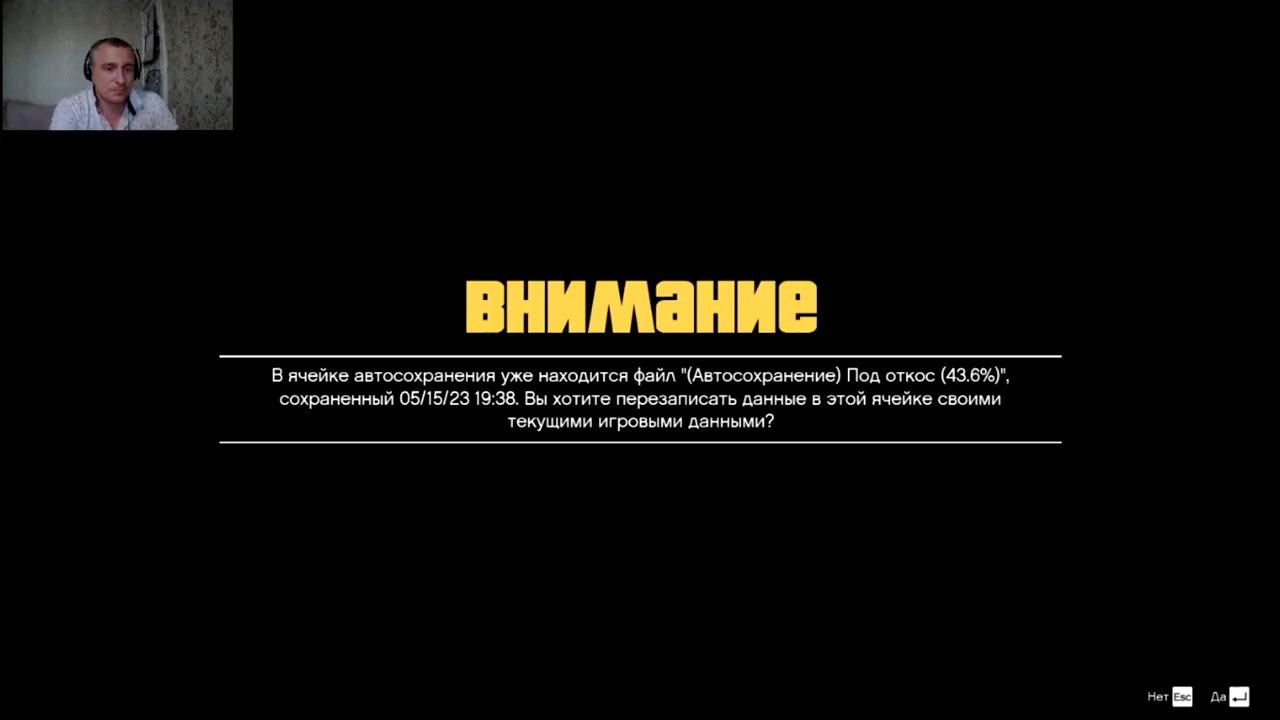 внимание
В ячейке автосохранения уже находится файл "(Автосохранение) Под откос (43.6%)",
сохраненный 05/15/23 19:38. Вы хотите перезаписать данные в этой ячейке своими
текущими игровыми данными?
Нет Esc Да